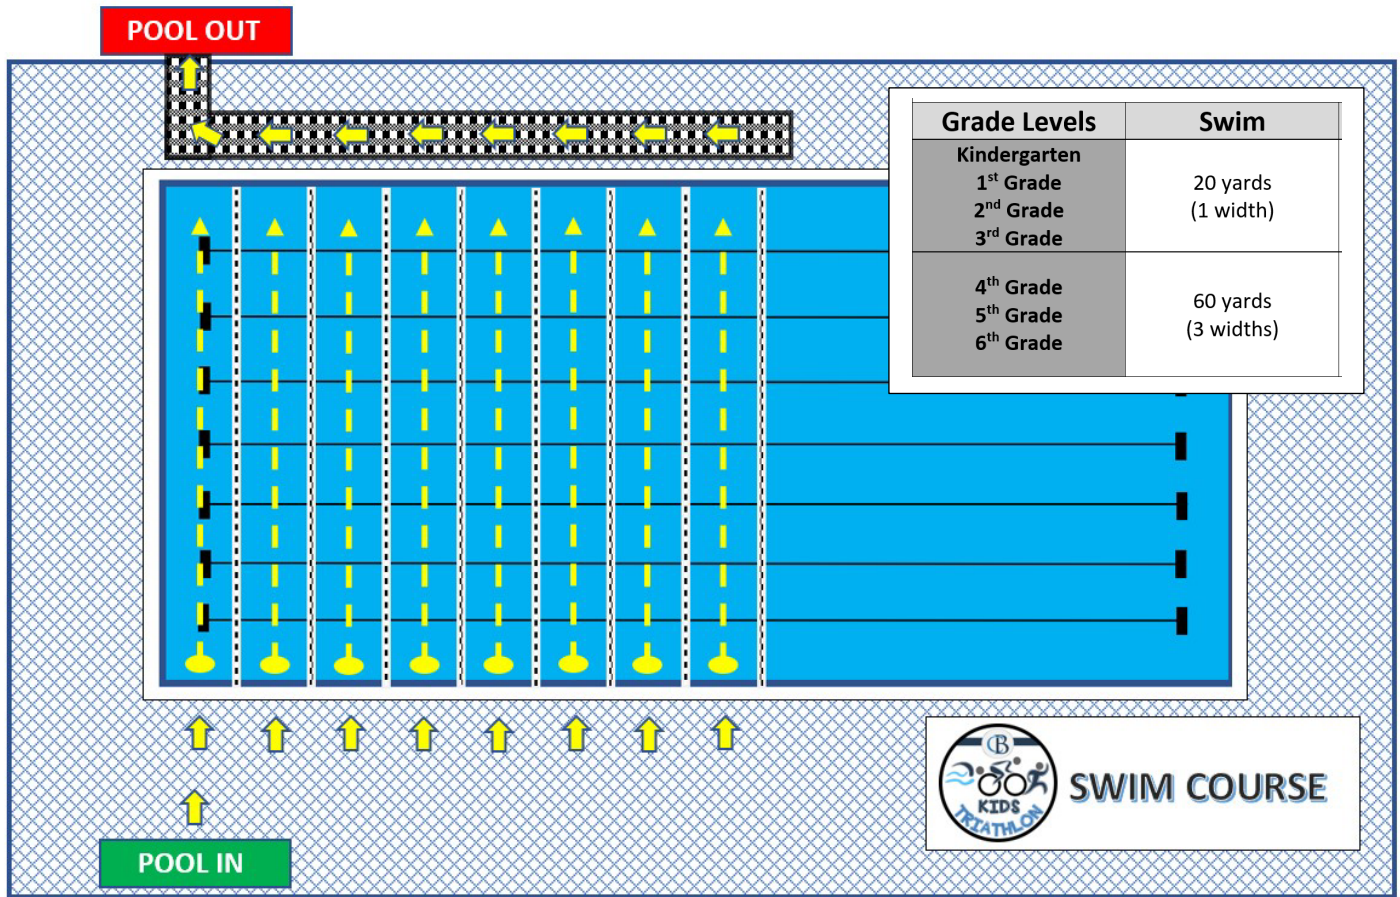 POOL OUT
Grade Levels Swim
Kindergarten
1st Grade
2nd Grade
3rd Grade
20 yards
(1 width)
4th Grade
5th Grade
6th Grade
60 yards
(3 widths)
CB
KIDS
TRIATHLON
SWIM COURSE
POOL IN